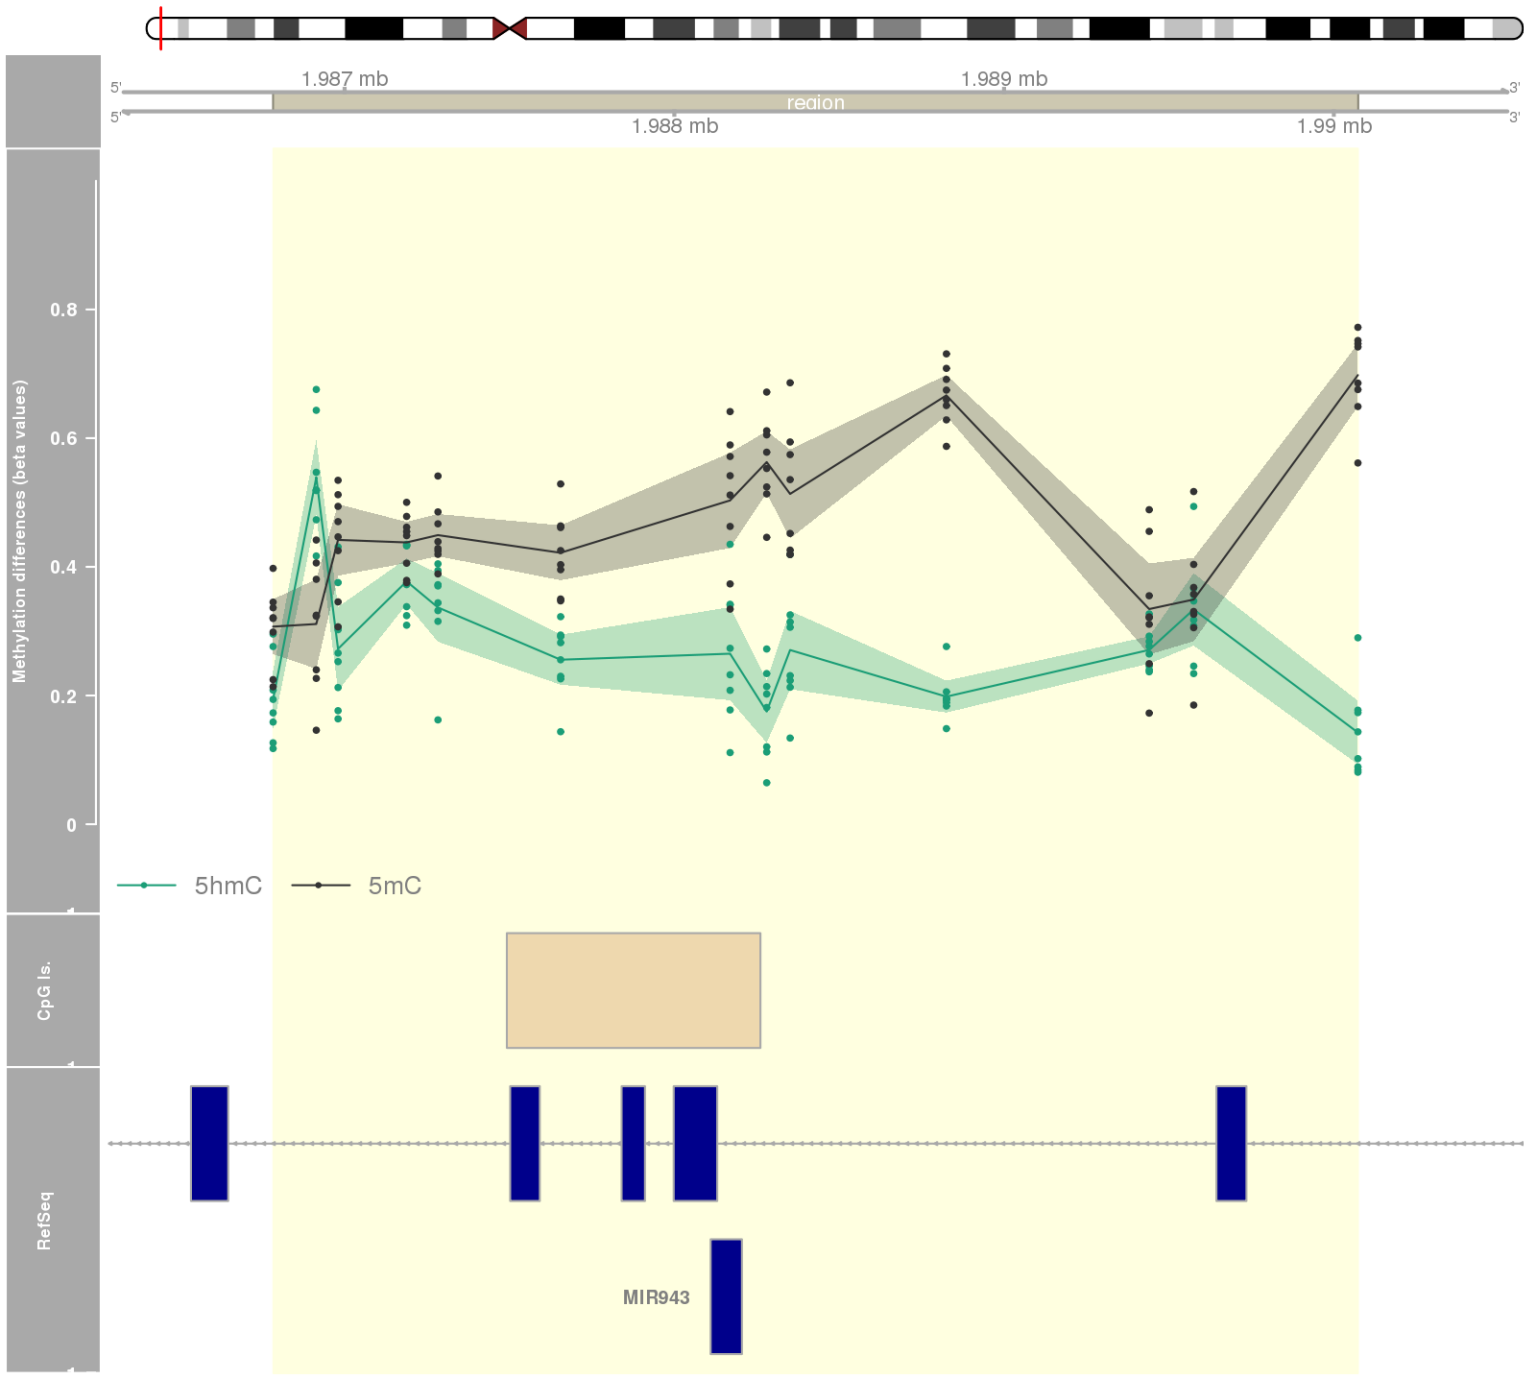 1.987 mb
1.989 mb
5'
3'
region
5'
3'
1.988 mb
1.99 mb
Methylation differences (beta values)
0.8
0.6
0.4
0.2
0
5hmC
5mC
CpG Is.
RefSeq
MIR943